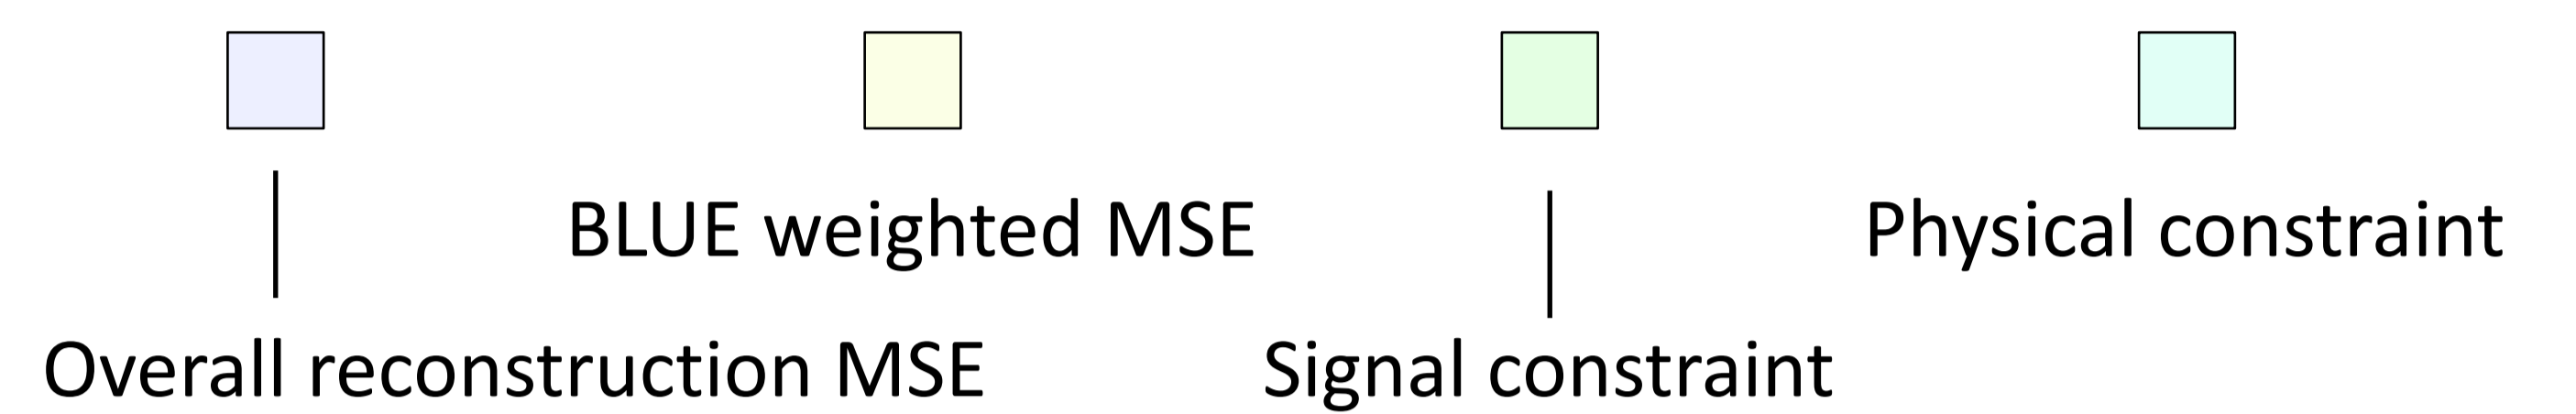 BLUE weighted MSE
Physical constraint
Overall reconstruction MSE
Signal constraint